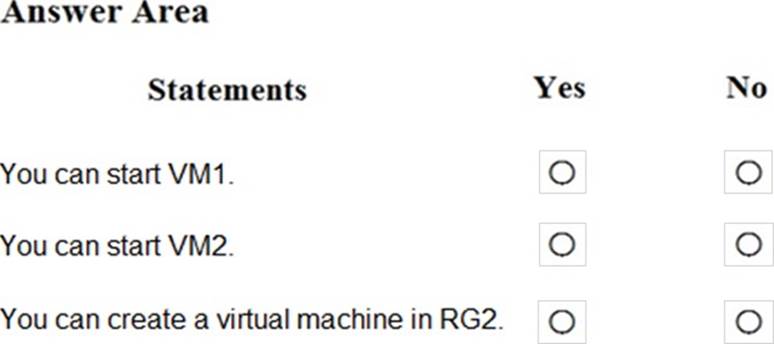 Answer Area
Statements Yes No
You can start VM1.
You can start VM2.
You can create a virtual machine in RG2.